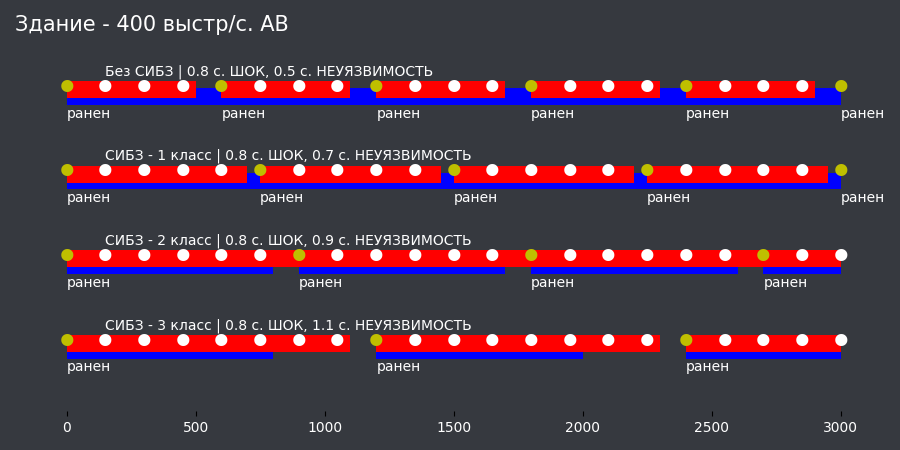 Здание - 400 выстр/с. АВ
Без СИБЗ | 0.8 с. ШОК, 0.5 с. НЕУЯЗВИМОСТЬ
ранен ранен ранен ранен ранен ранен
СИБЗ - 1 класс | 0.8 с. ШОК, 0.7 с. НЕУЯЗВИМОСТЬ
ранен ранен ранен ранен ранен
СИБЗ - 2 класс | 0.8 с. ШОК, 0.9 с. НЕУЯЗВИМОСТЬ
ранен ранен ранен ранен
СИБЗ - 3 класс | 0.8 с. ШОК, 1.1 с. НЕУЯЗВИМОСТЬ
ранен ранен ранен
0 500 1000 1500 2000 2500 3000